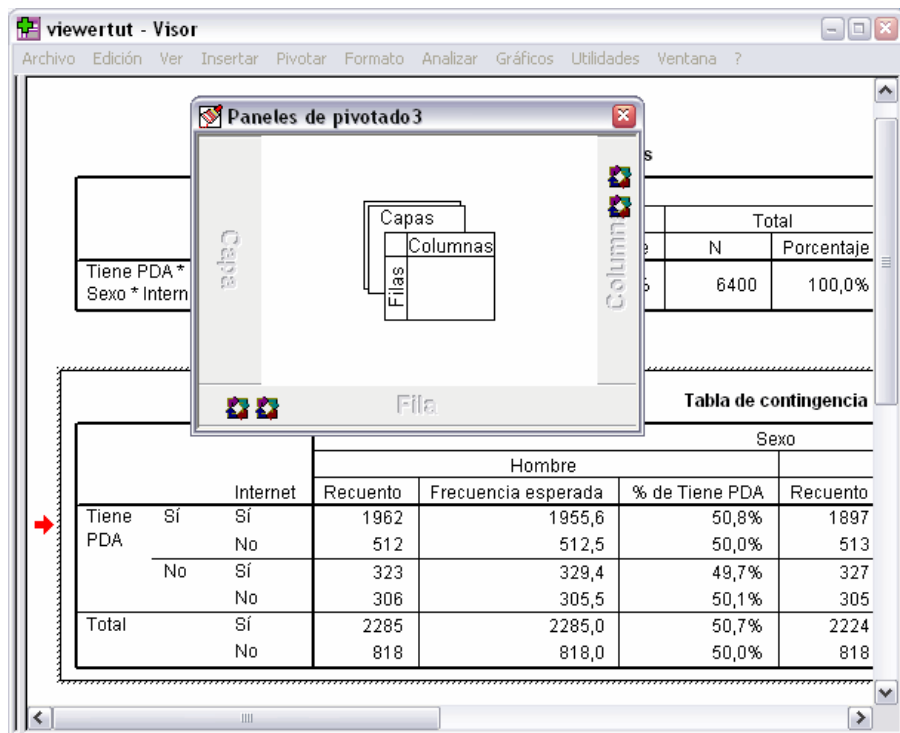 viewertut - Visor
Archivo Edición Ver Insertar Pivotar Formato Analizar Gráficos Utilidades Ventana ?
Paneles de pivotado3
Capa
Capas
Columnas
Filas
Columna
Fila
s
Total
N Porcentaje
Tiene PDA *
Sexo * Intern
6400 100,0%
Tabla de contingencia
Sexo
Hombre
Internet Recuento Frecuencia esperada % de Tiene PDA Recuento
Tiene PDA Sí Sí 1962 1955,6 50,8% 1897
No 512 512,5 50,0% 513
No Sí 323 329,4 49,7% 327
No 306 305,5 50,1% 305
Total Sí 2285 2285,0 50,7% 2224
No 818 818,0 50,0% 818